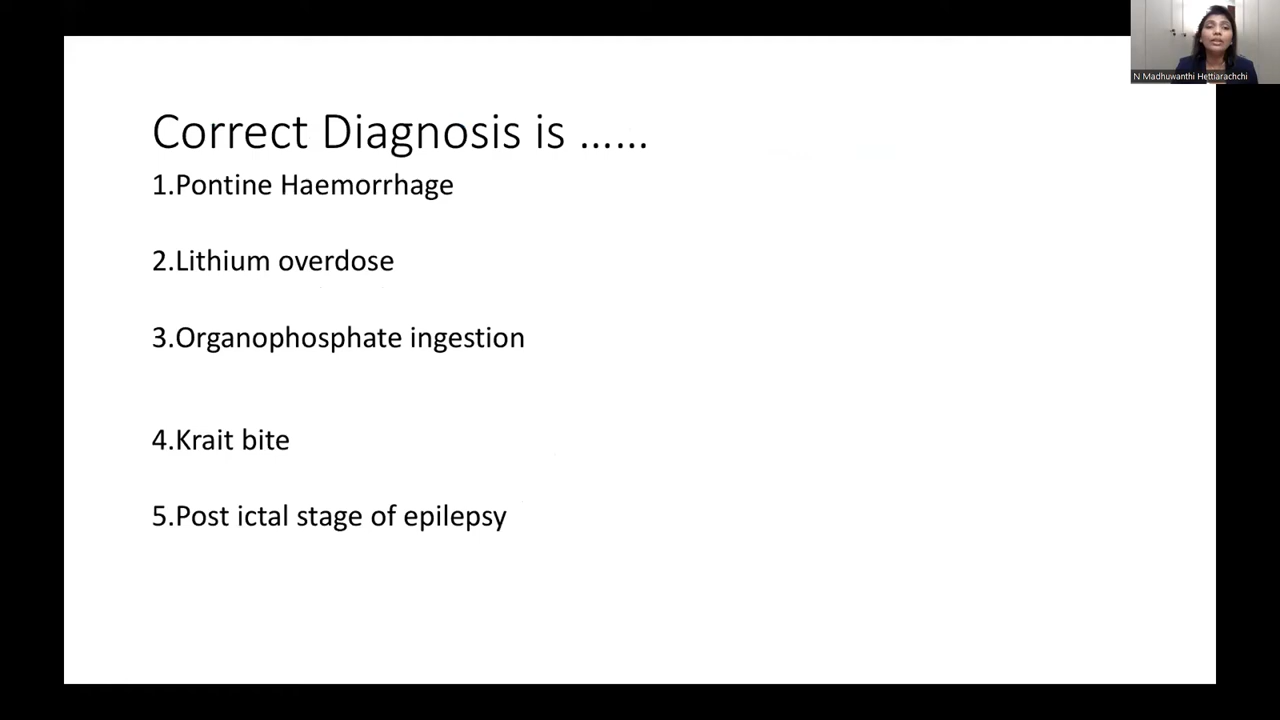 N Madhuwanthi Hettiarachchi
Correct Diagnosis is ......
1.Pontine Haemorrhage
2.Lithium overdose
3.Organophosphate ingestion
4.Krait bite
5.Post ictal stage of epilepsy